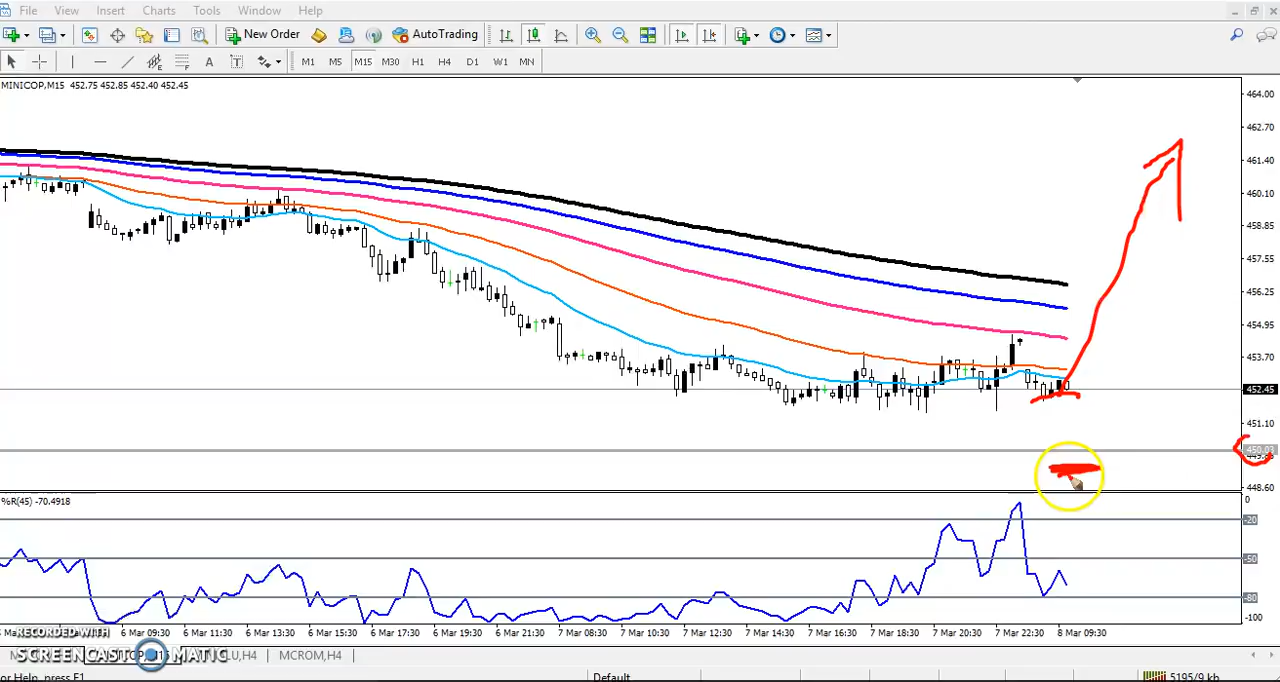 File View Insert Charts Tools Window Help
New Order AutoTrading
A T M1 M5 M15 M30 H1 H4 D1 W1 MN
MINICOP,M15 452.75 452.85 452.40 452.45
464.00
462.70
461.40
460.10
458.85
457.55
456.25
454.95
453.70
452.45
451.10
448.60
%R(45) -70.4918
0
-20
-50
-80
-100
6 Mar 09:30 6 Mar 11:30 6 Mar 13:30 6 Mar 15:30 6 Mar 17:30 6 Mar 19:30 6 Mar 21:30 7 Mar 08:30 7 Mar 10:30 7 Mar 12:30 7 Mar 14:30 7 Mar 16:30 7 Mar 18:30 7 Mar 20:30 7 Mar 22:30 8 Mar 09:30
RECORDED WITH
SCREENCAST-O-MATIC
LU,H4 MCROM,H4
or Help, press F1 Default 5195/9 kb